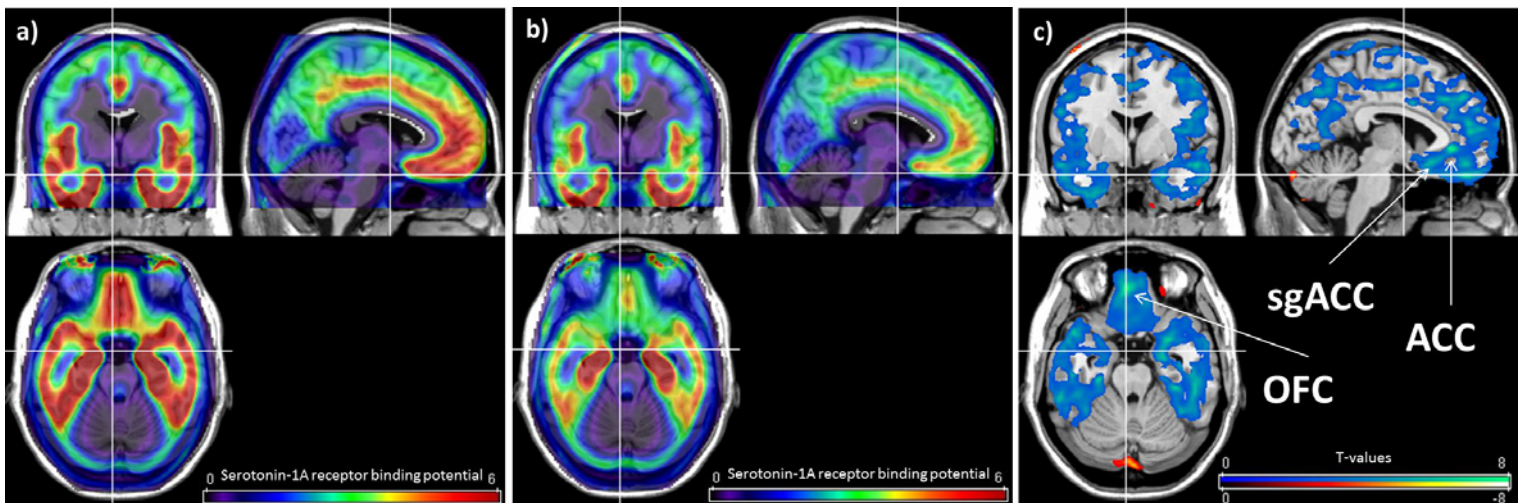 a)
0 Serotonin-1A receptor binding potential 6
b)
0 Serotonin-1A receptor binding potential 6
c)
sgACC
ACC
OFC
0 T-values 8
0 -8